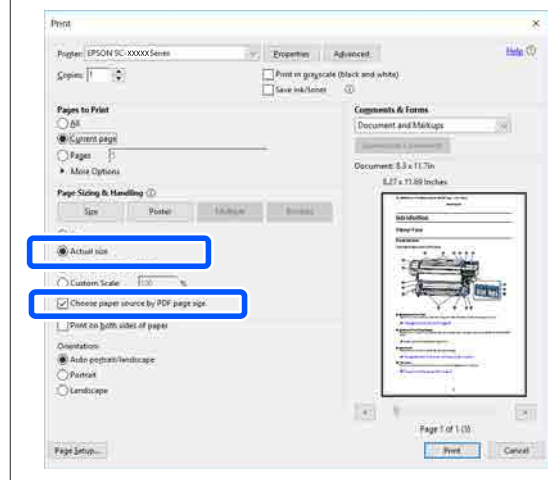 Print
Printer: EPSON SC-XXXXX Series
Properties
Advanced
Help
Copies: 1
Print in grayscale (black and white)
Save ink/toner
Pages to Print
All
Current page
Pages
More Options
Page Sizing & Handling
Size
Poster
Multiple
Booklet
Actual size
Custom Scale: 100 %
Choose paper source by PDF page size
Print on both sides of paper
Orientation:
Auto portrait/landscape
Portrait
Landscape
Comments & Forms
Document and Markups
Document: 8.3 x 11.7in
8.27 x 11.69 Inches
Introduction
Page 1 of 1 (3)
Page Setup...
Print
Cancel